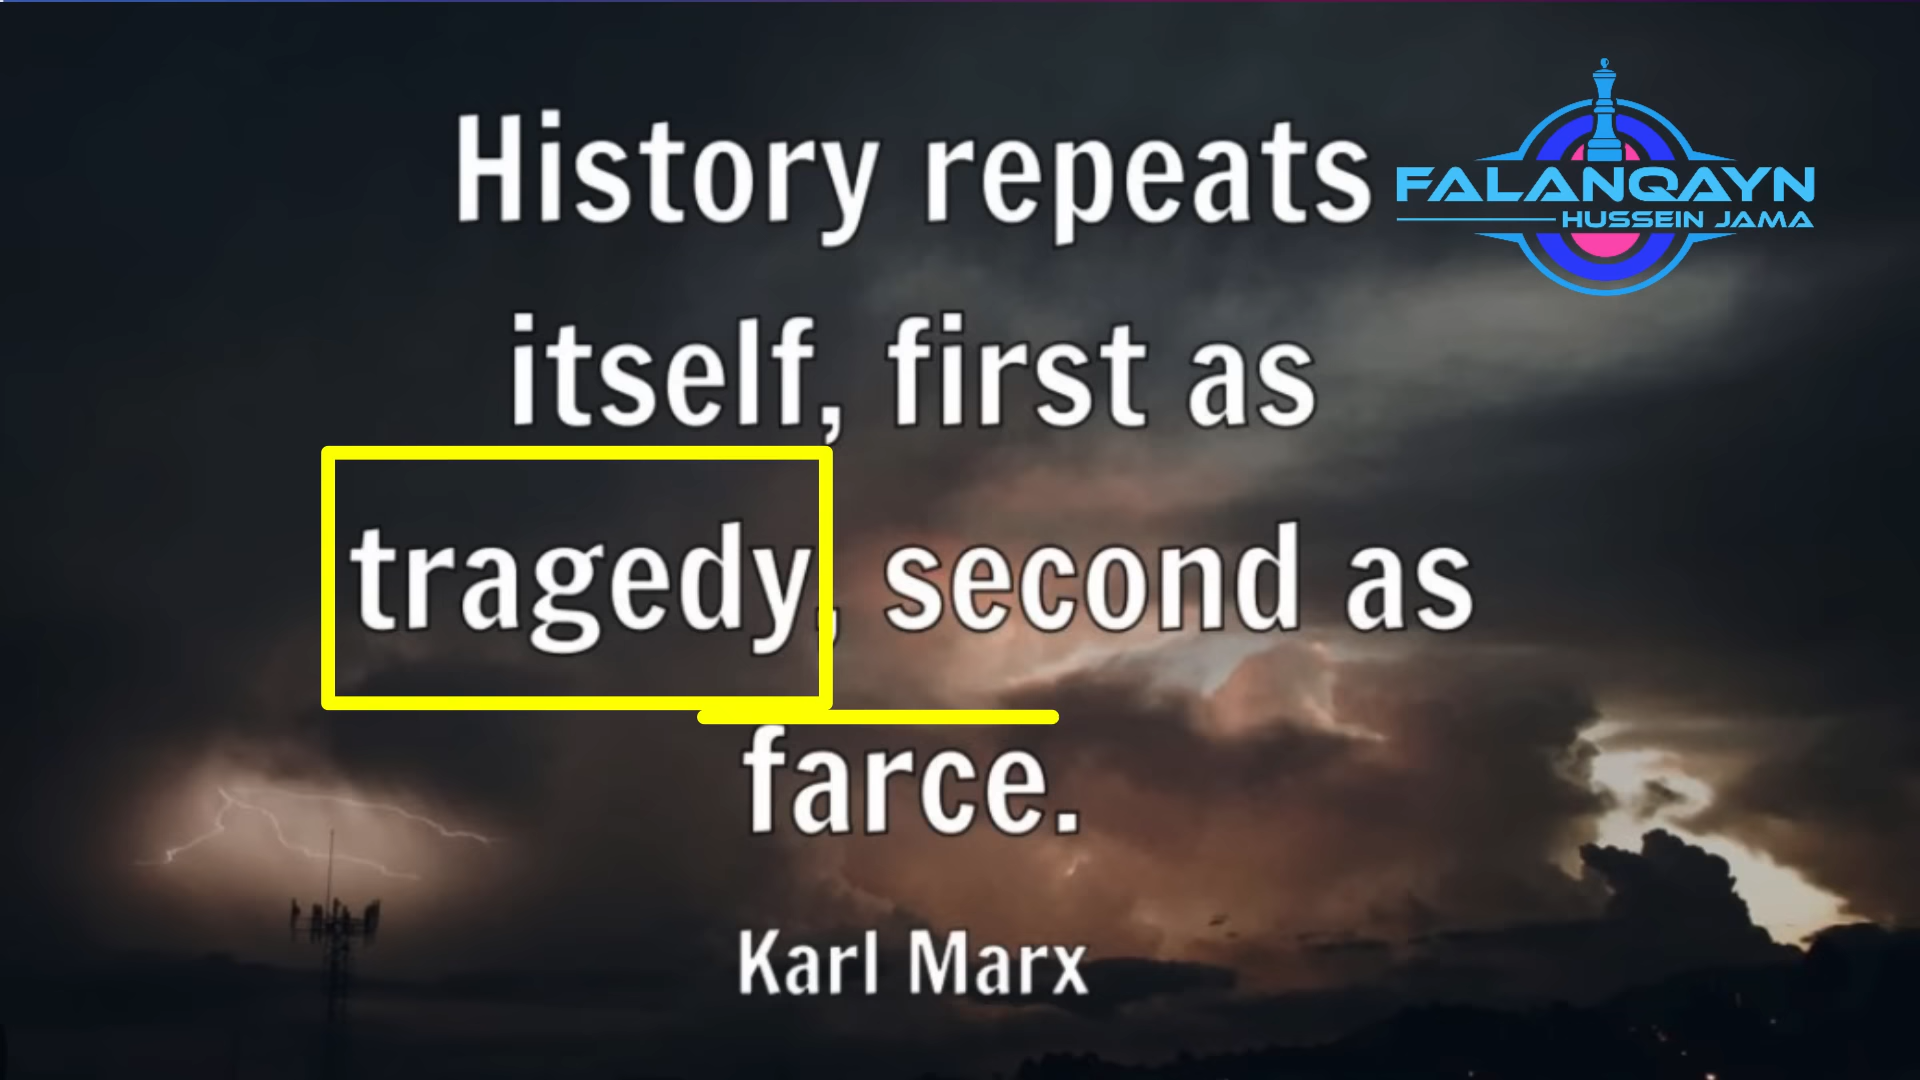 History repeats
itself, first as
tragedy, second as
farce.
Karl Marx
FALANQAYN
HUSSEIN JAMA